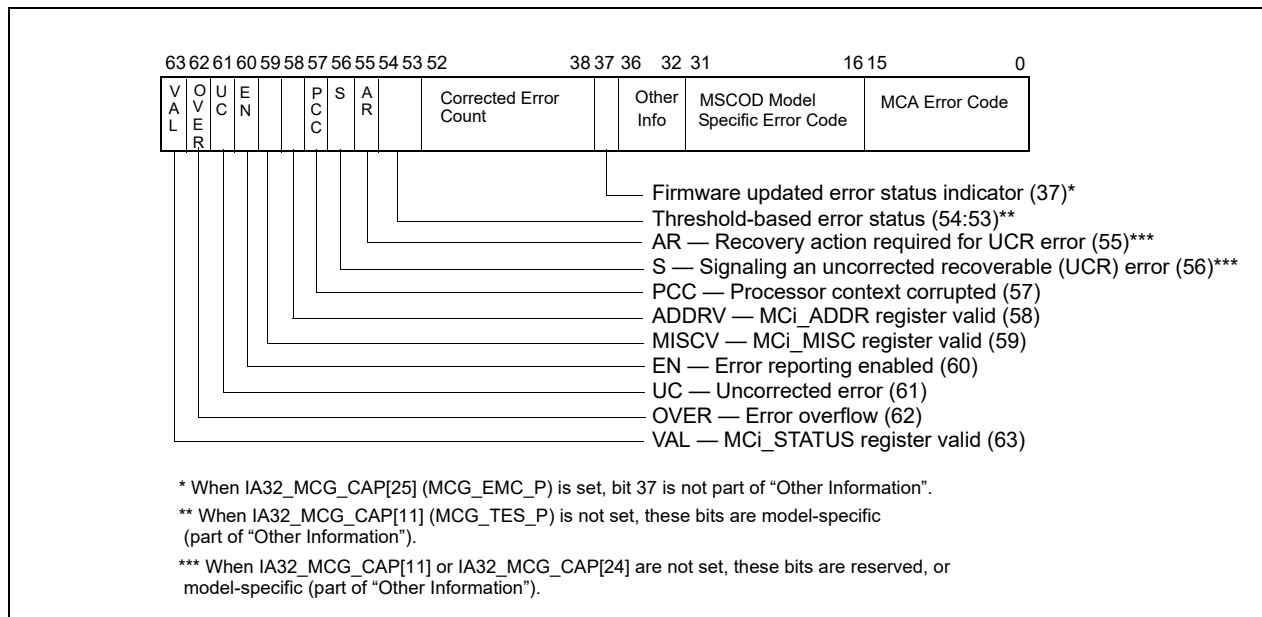 63 62 61 60 59 58 57 56 55 54 53 52 38 37 36 32 31 16 15 0
VAL
OVER
UC
EN
PCC
S
AR
Corrected Error
Count
Other
Info
MSCOD Model
Specific Error Code
MCA Error Code
Firmware updated error status indicator (37)*
Threshold-based error status (54:53)**
AR — Recovery action required for UCR error (55)***
S — Signaling an uncorrected recoverable (UCR) error (56)***
PCC — Processor context corrupted (57)
ADDRV — MCi_ADDR register valid (58)
MISCV — MCi_MISC register valid (59)
EN — Error reporting enabled (60)
UC — Uncorrected error (61)
OVER — Error overflow (62)
VAL — MCi_STATUS register valid (63)
* When IA32_MCG_CAP[25] (MCG_EMC_P) is set, bit 37 is not part of “Other Information”.
** When IA32_MCG_CAP[11] (MCG_TES_P) is not set, these bits are model-specific
(part of “Other Information”).
*** When IA32_MCG_CAP[11] or IA32_MCG_CAP[24] are not set, these bits are reserved, or
model-specific (part of “Other Information”).